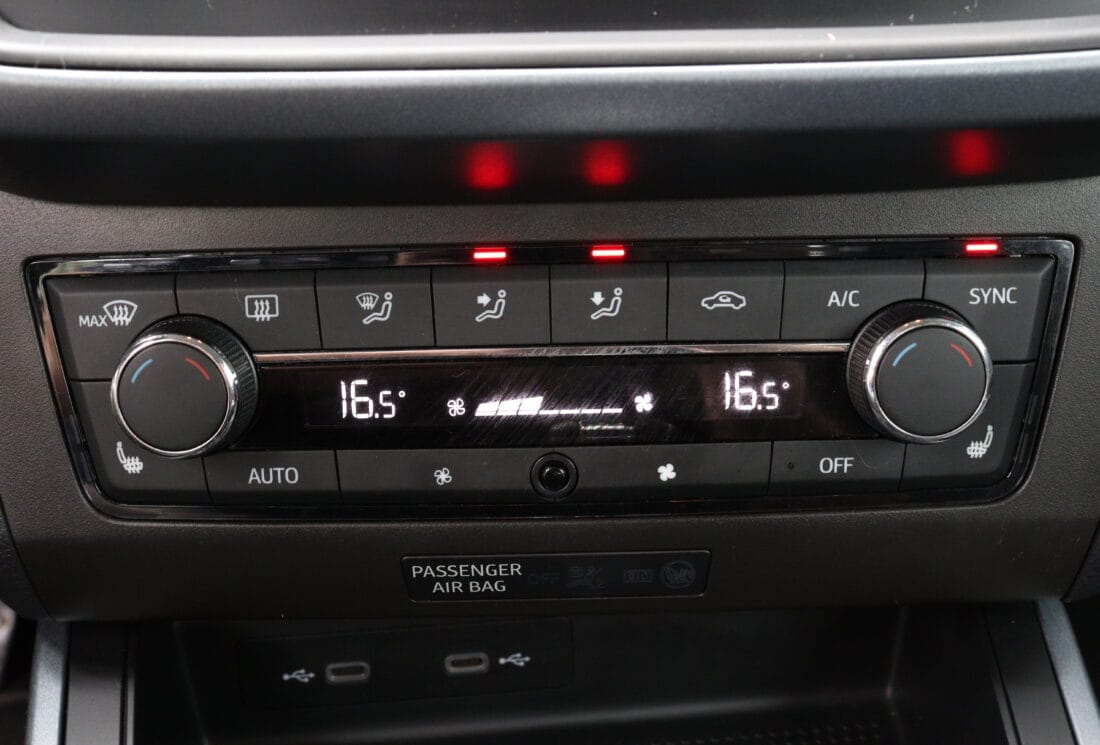 MAX
A/C
SYNC
16.5°
16.5°
AUTO
OFF
PASSENGER
AIR BAG
OFF